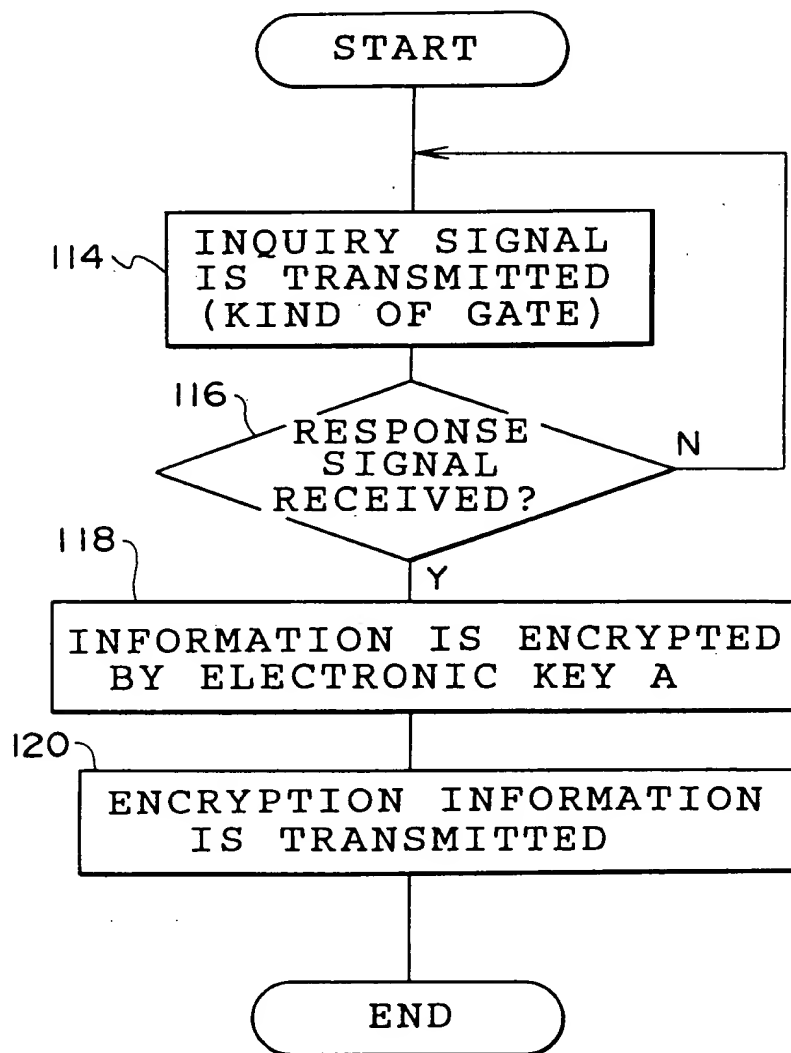 START
114
INQUIRY SIGNAL
IS TRANSMITTED
(KIND OF GATE)
116
RESPONSE
SIGNAL
RECEIVED?
N
Y
118
INFORMATION IS ENCRYPTED
BY ELECTRONIC KEY A
120
ENCRYPTION INFORMATION
IS TRANSMITTED
END